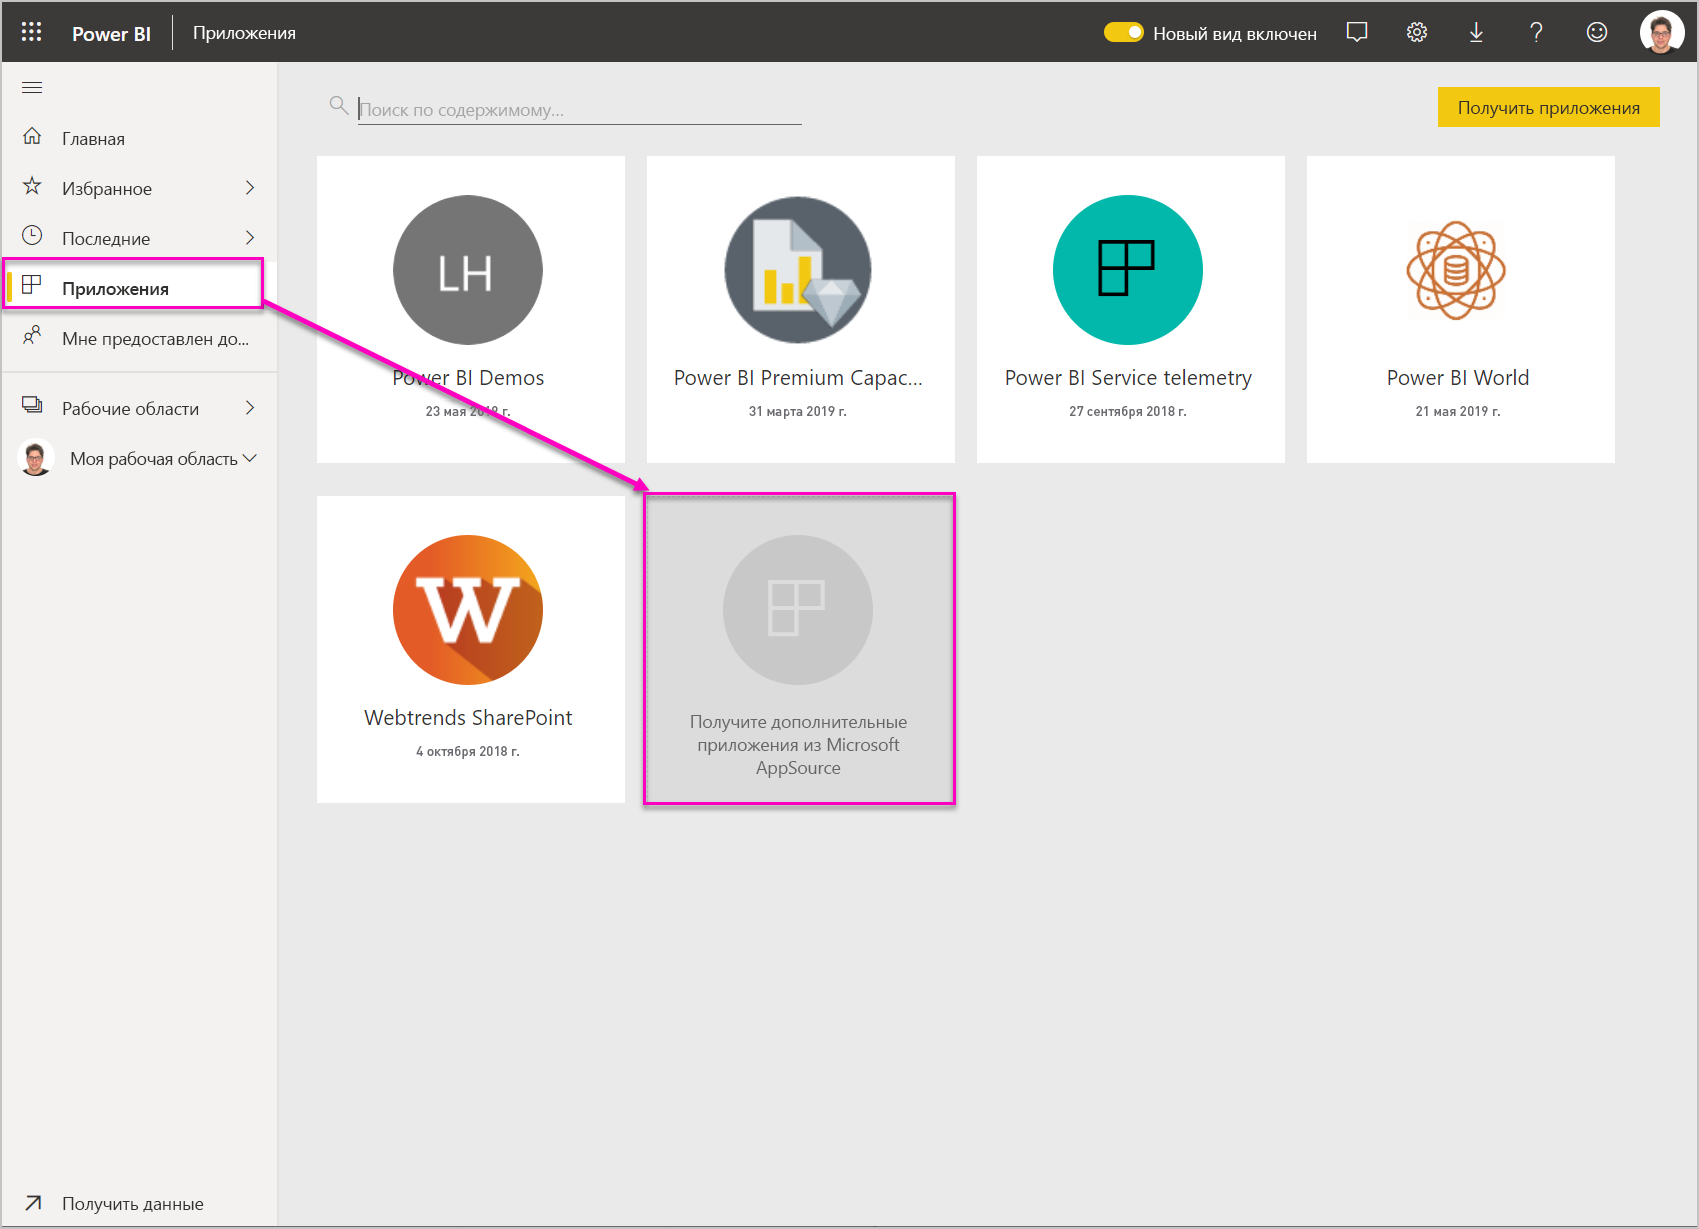 Power BI
Приложения
Новый вид включен
Главная
Избранное
Последние
Приложения
Мне предоставлен до...
Рабочие области
Моя рабочая область
Получить данные
Поиск по содержимому...
Получить приложения
LH
Power BI Demos
23 мая 2019 г.
Power BI Premium Capac...
31 марта 2019 г.
Power BI Service telemetry
27 сентября 2018 г.
Power BI World
21 мая 2019 г.
W
Webtrends SharePoint
4 октября 2018 г.
Получите дополнительные
приложения из Microsoft
AppSource